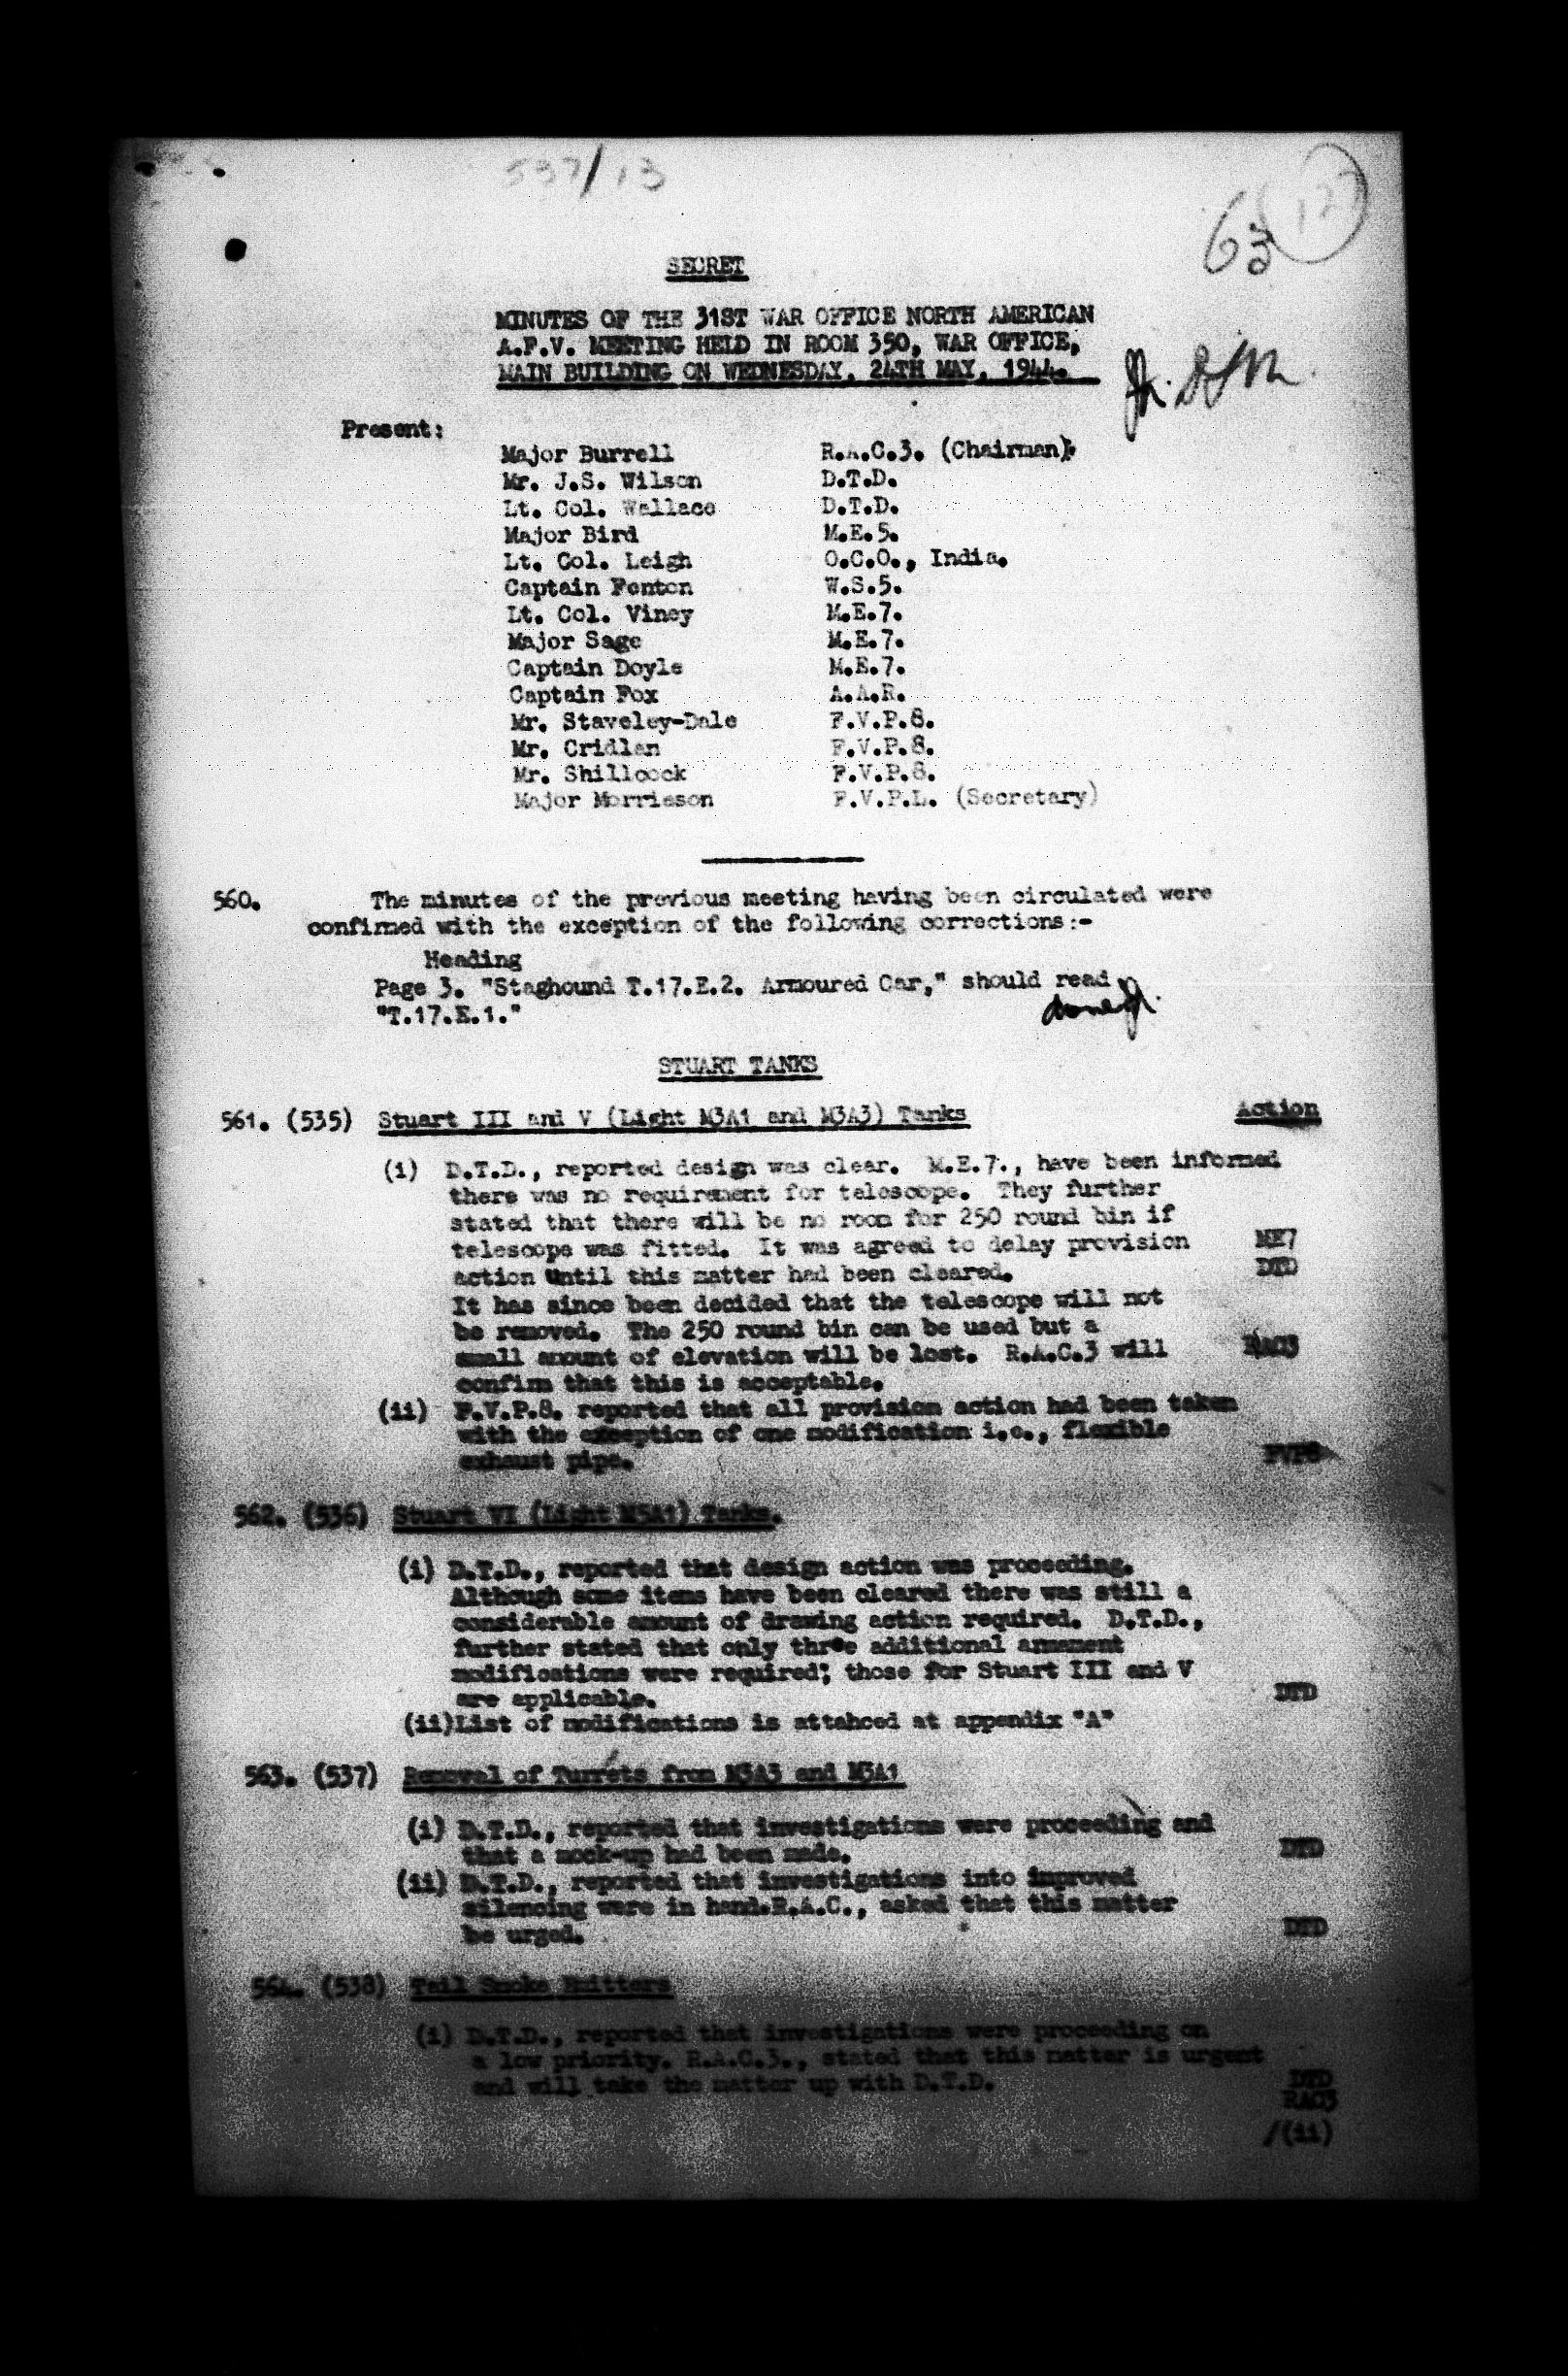 537/13
63 (12)
SECRET
MINUTES OF THE 31ST WAR OFFICE NORTH AMERICAN
A.F.V. MEETING HELD IN ROOM 350, WAR OFFICE,
MAIN BUILDING ON WEDNESDAY, 24TH MAY, 1944.
Present:
Major Burrell R.A.C.3. (Chairman)
Mr. J.S. Wilson D.T.D.
Lt. Col. Wallace D.T.D.
Major Bird M.E.5.
Lt. Col. Leigh O.C.O., India.
Captain Fenton W.S.5.
Lt. Col. Viney M.E.7.
Major Sage M.E.7.
Captain Doyle M.E.7.
Captain Fox A.A.R.
Mr. Staveley-Dale F.V.P.8.
Mr. Cridlan F.V.P.8.
Mr. Shillcock F.V.P.8.
Major Morrieson F.V.P.L. (Secretary)
560. The minutes of the previous meeting having been circulated were
confirmed with the exception of the following corrections:-
Heading
Page 3. "Staghound T.17.E.2. Armoured Car," should read
"T.17.E.1." done
STUART TANKS
561. (535) Stuart III and V (Light M3A1 and M3A3) Tanks Action
(i) D.T.D., reported design was clear. M.E.7., have been informed
there was no requirement for telescope. They further
stated that there will be no room for 250 round bin if
telescope was fitted. It was agreed to delay provision ME7
action until this matter had been cleared. DTD
It has since been decided that the telescope will not
be removed. The 250 round bin can be used but a
small amount of elevation will be lost. R.A.C.3 will RAC3
confirm that this is acceptable.
(ii) F.V.P.8. reported that all provision action had been taken
with the exception of one modification i.e., flexible
exhaust pipe. FVP8
562. (536) Stuart VI (Light M5A1) Tanks.
(i) D.T.D., reported that design action was proceeding.
Although some items have been cleared there was still a
considerable amount of drawing action required. D.T.D.,
further stated that only three additional armament
modifications were required; those for Stuart III and V
are applicable. DTD
(ii)List of modifications is attahced at appendix "A"
563. (537) Removal of Turrets from M3A3 and M3A1
(i) D.T.D., reported that investigations were proceeding and
that a mock-up had been made. DTD
(ii) D.T.D., reported that investigations into improved
silencing were in hand.R.A.C., asked that this matter
be urged. DTD
564. (538) Tail Smoke Emitters
(i) D.T.D., reported that investigations were proceeding on
a low priority. R.A.C.3., stated that this matter is urgent
and will take the matter up with D.T.D. DTD
RAC3
/(ii)